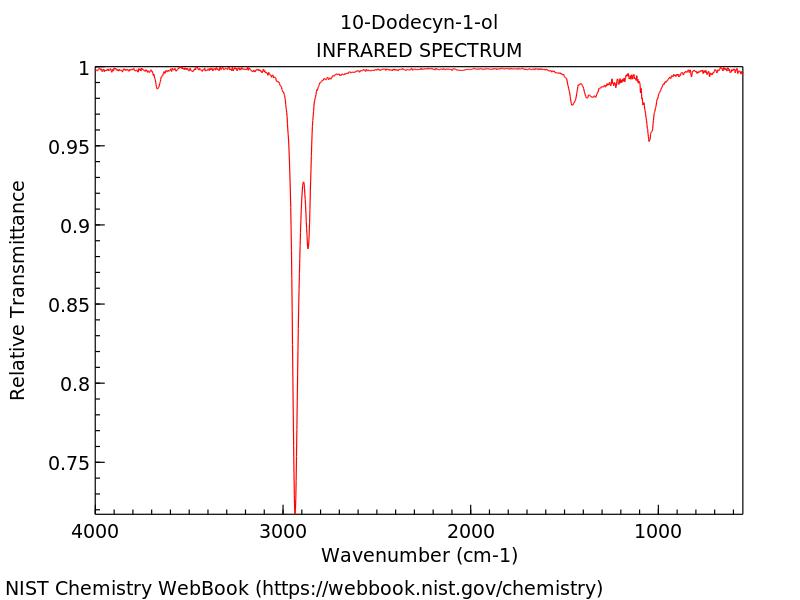 10-Dodecyn-1-ol
INFRARED SPECTRUM
1
0.95
0.9
0.85
0.8
0.75
Relative Transmittance
4000 3000 2000 1000
Wavenumber (cm-1)
NIST Chemistry WebBook (https://webbook.nist.gov/chemistry)